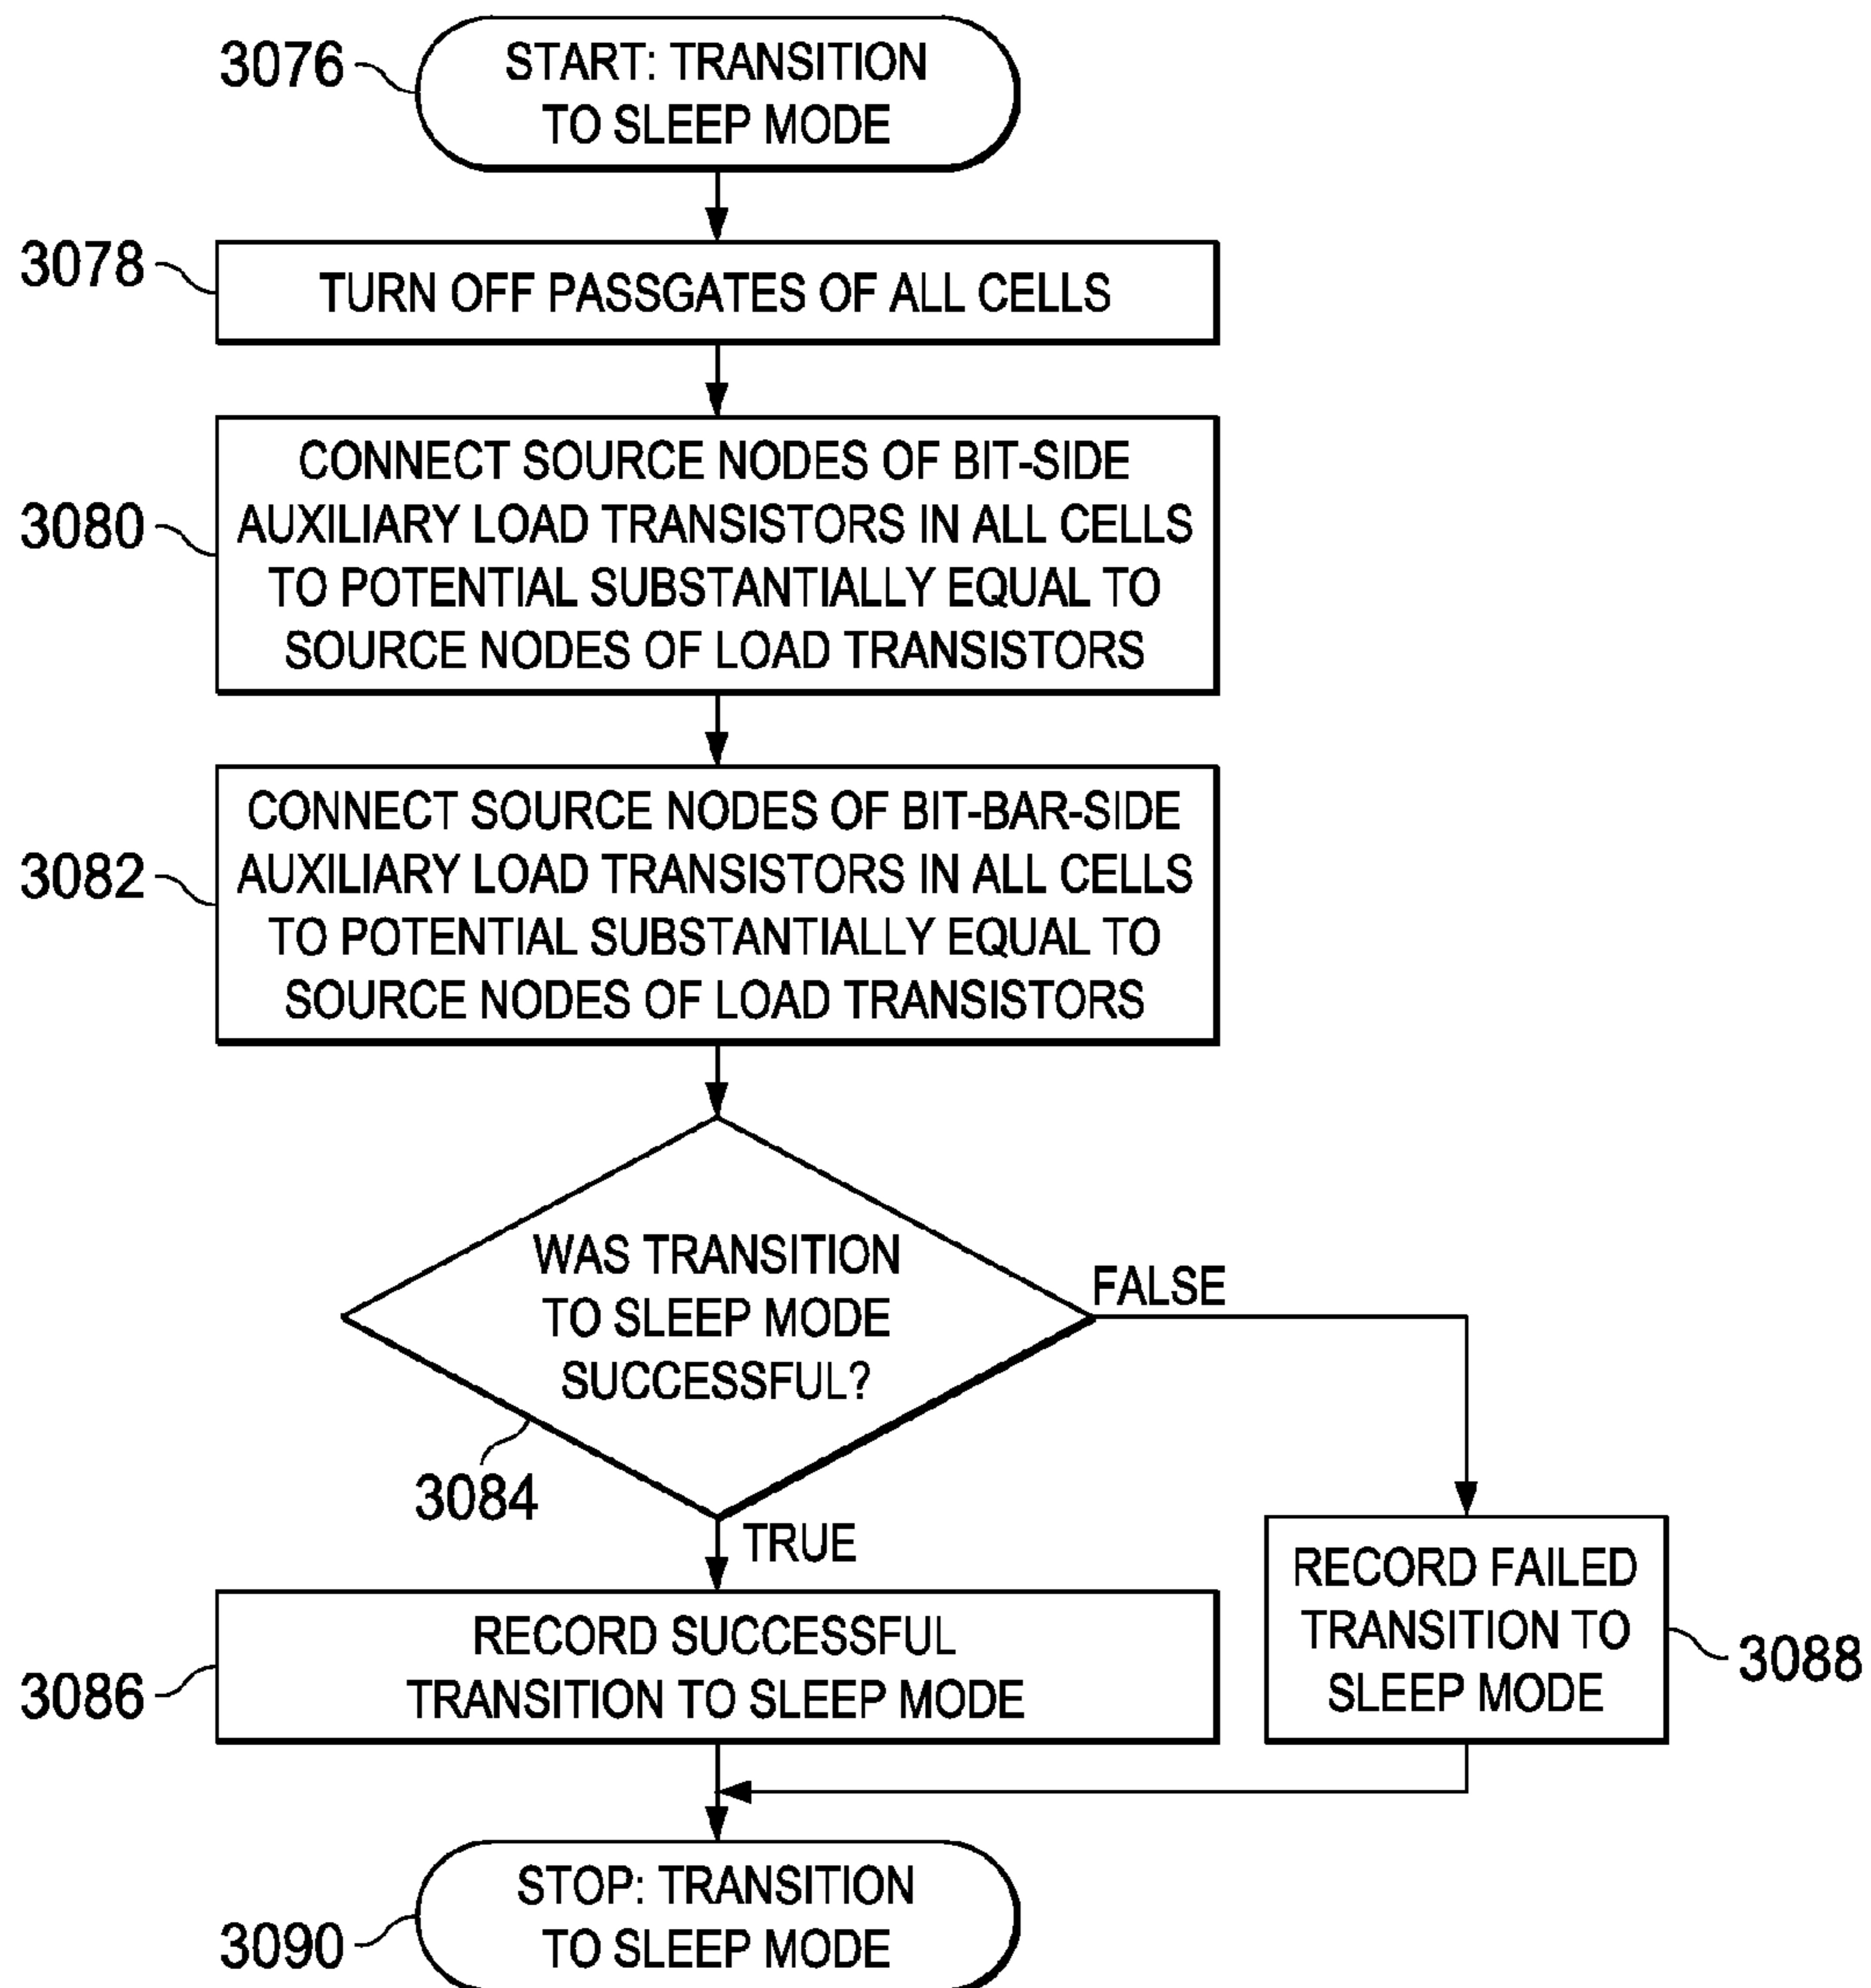 3076
START: TRANSITION
TO SLEEP MODE
3078
TURN OFF PASSGATES OF ALL CELLS
3080
CONNECT SOURCE NODES OF BIT-SIDE
AUXILIARY LOAD TRANSISTORS IN ALL CELLS
TO POTENTIAL SUBSTANTIALLY EQUAL TO
SOURCE NODES OF LOAD TRANSISTORS
3082
CONNECT SOURCE NODES OF BIT-BAR-SIDE
AUXILIARY LOAD TRANSISTORS IN ALL CELLS
TO POTENTIAL SUBSTANTIALLY EQUAL TO
SOURCE NODES OF LOAD TRANSISTORS
WAS TRANSITION
TO SLEEP MODE
SUCCESSFUL?
FALSE
3084
TRUE
RECORD FAILED
TRANSITION TO
SLEEP MODE
3088
3086
RECORD SUCCESSFUL
TRANSITION TO SLEEP MODE
STOP: TRANSITION
TO SLEEP MODE
3090